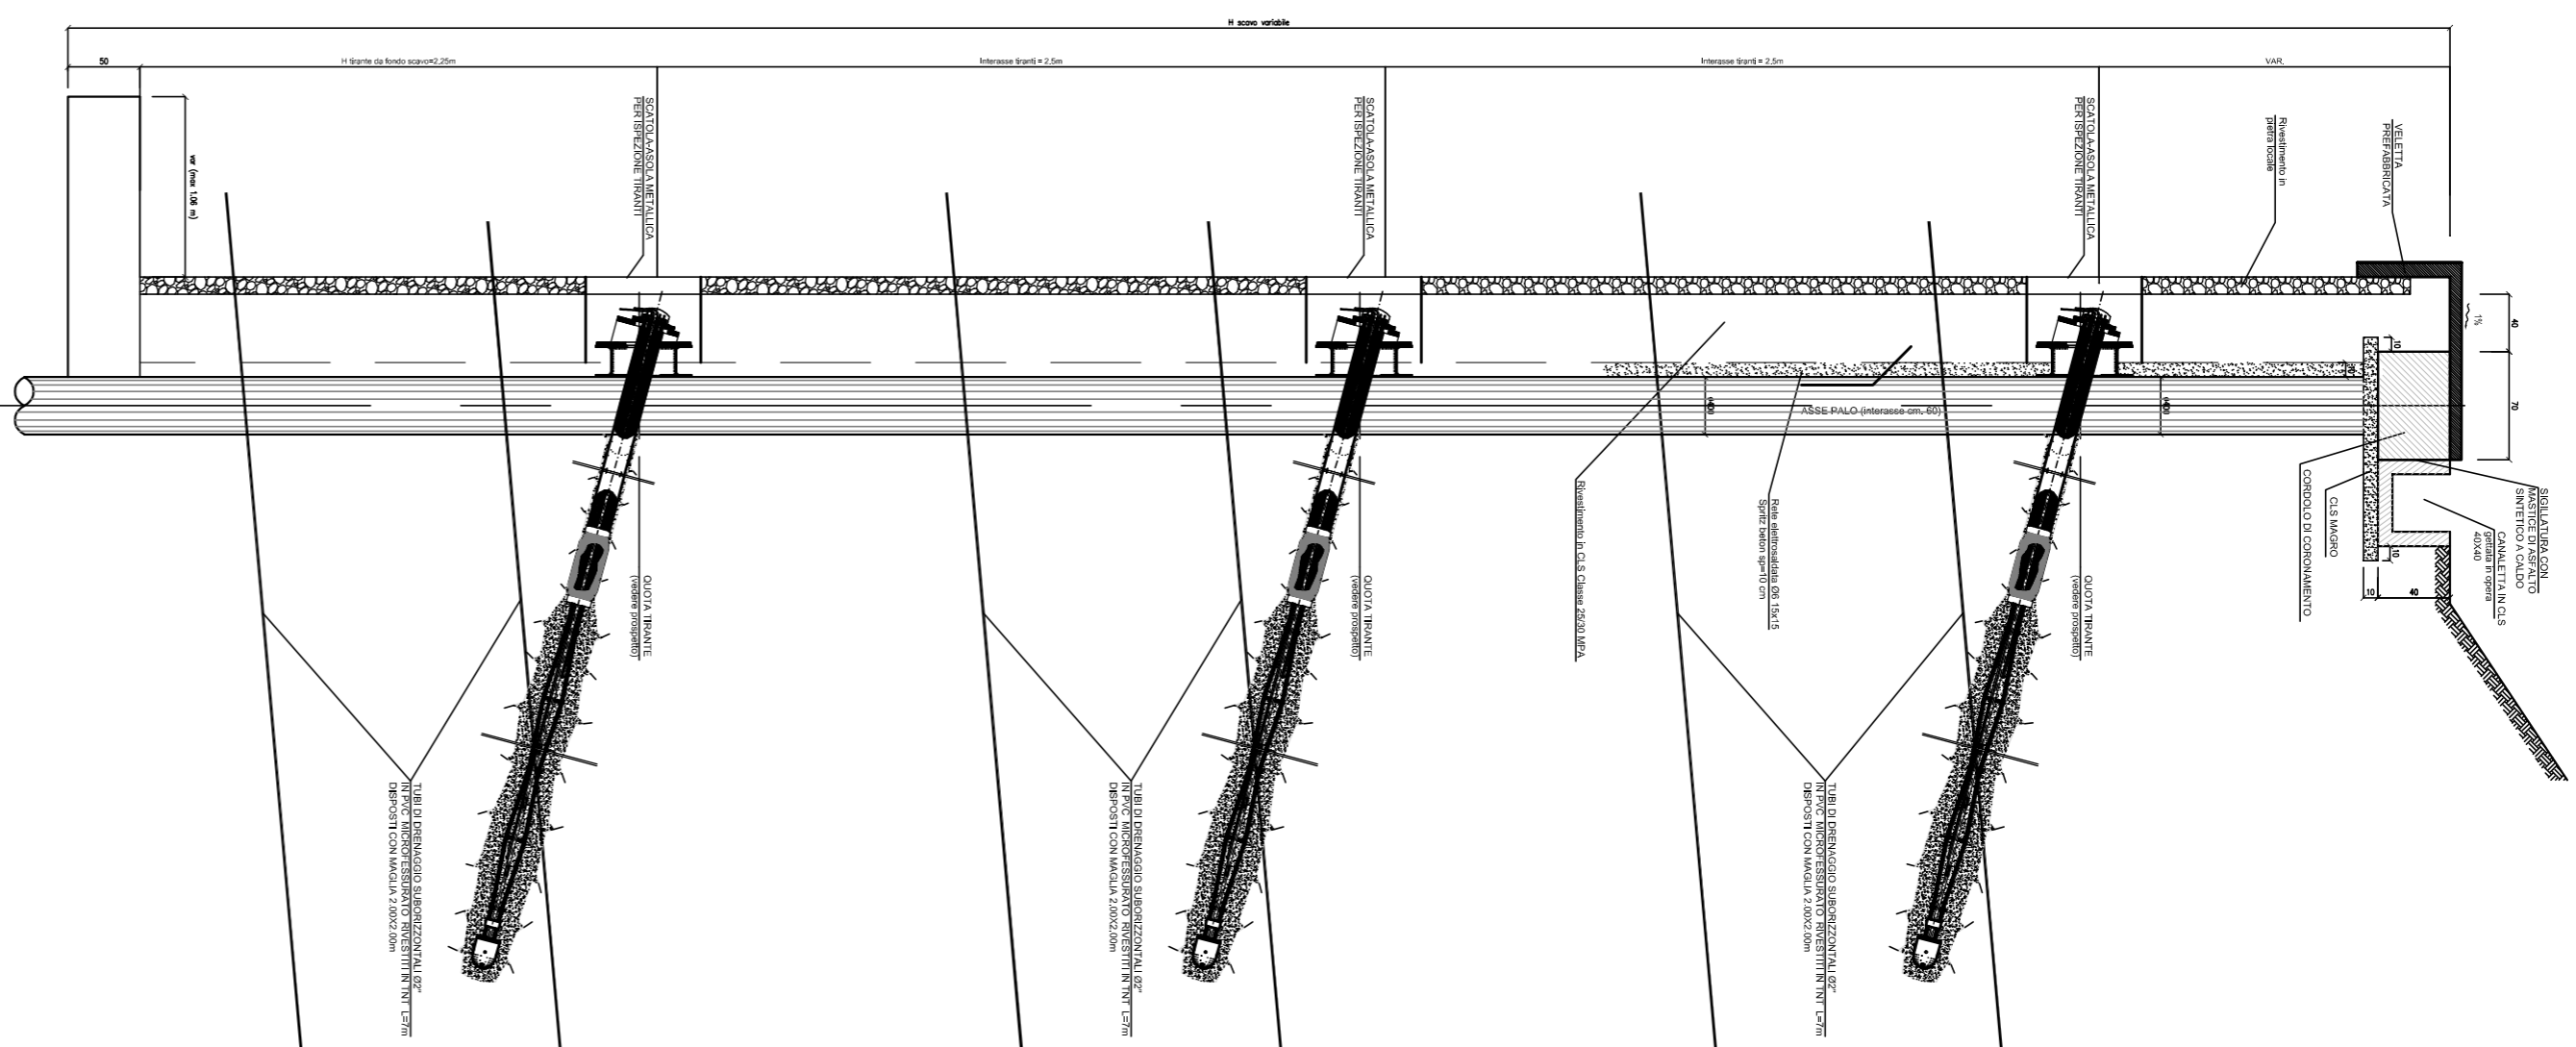 H scavo variabile
50
H tirante da fondo scavo=2,25m
Interasse tiranti = 2,5m
Interasse tiranti = 2,5m
VAR.
var (max 1.06 m)
SCATOLA-ASOLA METALLICA
PER ISPEZIONE TIRANTI
SCATOLA-ASOLA METALLICA
PER ISPEZIONE TIRANTI
SCATOLA-ASOLA METALLICA
PER ISPEZIONE TIRANTI
Rivestimento in
pietra locale
VELETTA
PREFABBRICATA
1%
40
10
70
ø400
ASSE PALO (interasse cm. 60)
ø400
QUOTA TIRANTE
(vedere prospetto)
QUOTA TIRANTE
(vedere prospetto)
QUOTA TIRANTE
(vedere prospetto)
Rivestimento in CLS Classe 25/30 MPA
Rete elettrosaldata Ø6 15x15
Spritz beton sp=10 cm
CORDOLO DI CORONAMENTO
CLS MAGRO
SIGILLATURA CON
MASTICE DI ASFALTO
SINTETICO A CALDO
CANALETTA IN CLS
gettata in opera
40X40
10
10
40
TUBI DI DRENAGGIO SUBORIZZONTALI Ø2"
IN PVC MICROFESSURATO RIVESTITI IN TNT L=7m
DISPOSTI CON MAGLIA 2.00X2.00m
TUBI DI DRENAGGIO SUBORIZZONTALI Ø2"
IN PVC MICROFESSURATO RIVESTITI IN TNT L=7m
DISPOSTI CON MAGLIA 2.00X2.00m
TUBI DI DRENAGGIO SUBORIZZONTALI Ø2"
IN PVC MICROFESSURATO RIVESTITI IN TNT L=7m
DISPOSTI CON MAGLIA 2.00X2.00m